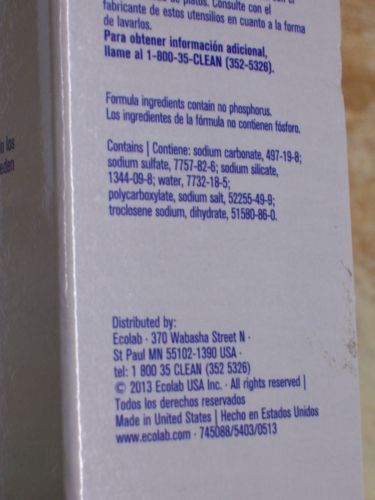 de platos. Consulte con el
fabricante de estos utensilios en cuanto a la forma
de lavarlos.
Para obtener información adicional,
llame al 1-800-35-CLEAN (352-5326).
Formula ingredients contain no phosphorus.
Los ingredientes de la fórmula no contienen fósforo.
Contains | Contiene: sodium carbonate, 497-19-8;
sodium sulfate, 7757-82-6; sodium silicate,
1344-09-8; water, 7732-18-5;
polycarboxylate, sodium salt, 52255-49-9;
troclosene sodium, dihydrate, 51580-86-0.
los
Distributed by:
Ecolab · 370 Wabasha Street N ·
St Paul MN 55102-1390 USA ·
tel: 1 800 35 CLEAN (352 5326)
© 2013 Ecolab USA Inc. · All rights reserved |
Todos los derechos reservados
Made in United States | Hecho en Estados Unidos
www.ecolab.com · 745088/5403/0513